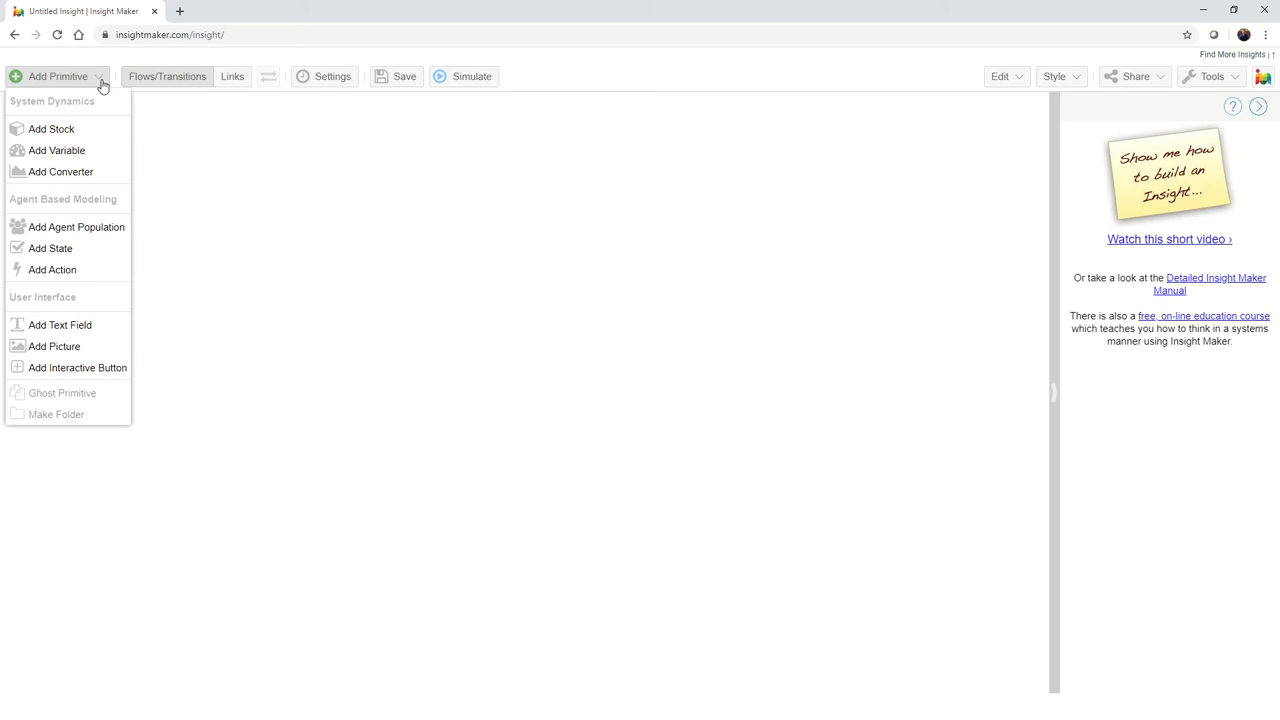 Untitled Insight | Insight Maker
insightmaker.com/insight/
Find More Insights | ↑
Add Primitive
Flows/Transitions
Links
Settings
Save
Simulate
Edit
Style
Share
Tools
System Dynamics
Add Stock
Add Variable
Add Converter
Agent Based Modeling
Add Agent Population
Add State
Add Action
User Interface
Add Text Field
Add Picture
Add Interactive Button
Ghost Primitive
Make Folder
Show me how
to build an
Insight...
Watch this short video ›
Or take a look at the Detailed Insight Maker
Manual
There is also a free, on-line education course
which teaches you how to think in a systems
manner using Insight Maker.